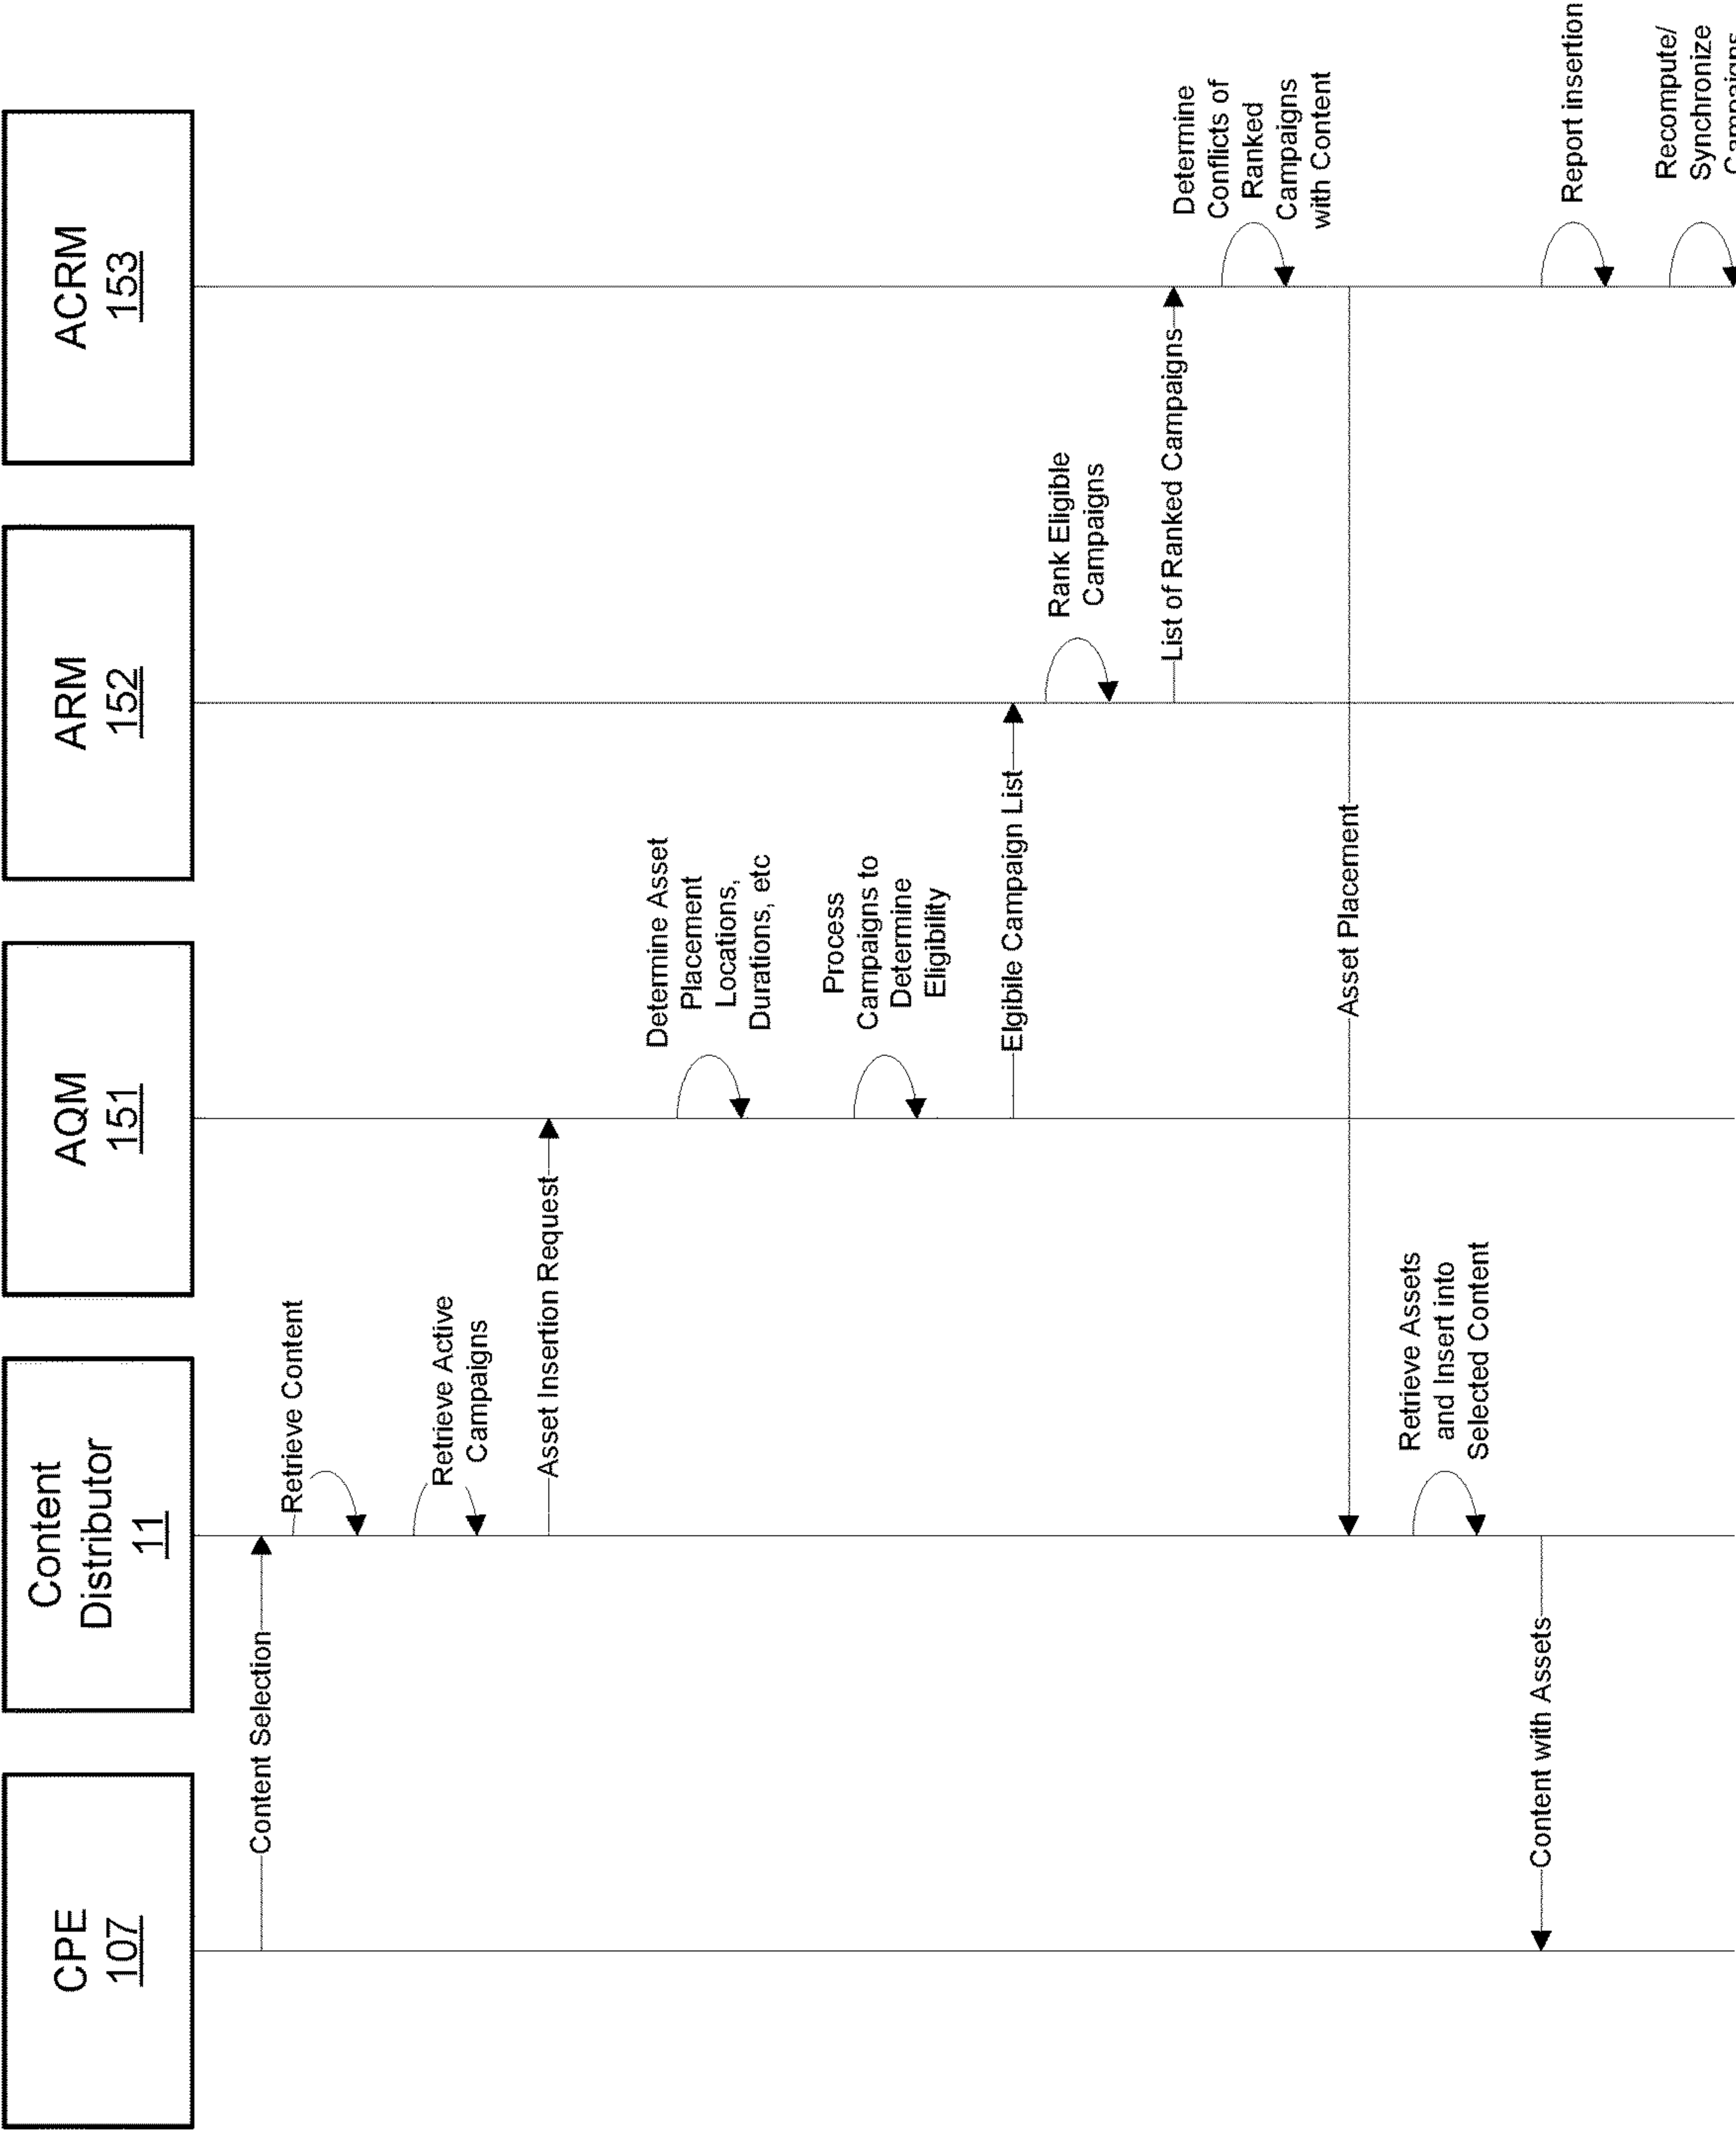 CPE
107
Content
Distributor
11
AQM
151
ARM
152
ACRM
153
Content Selection
Retrieve Content
Retrieve Active
Campaigns
Asset Insertion Request
Determine Asset
Placement
Locations,
Durations, etc
Process
Campaigns to
Determine
Eligibility
Elgibile Campaign List
Rank Eligible
Campaigns
List of Ranked Campaigns
Determine
Conflicts of
Ranked
Campaigns
with Content
Asset Placement
Retrieve Assets
and Insert into
Selected Content
Content with Assets
Report insertion
Recompute/
Synchronize
Campaigns